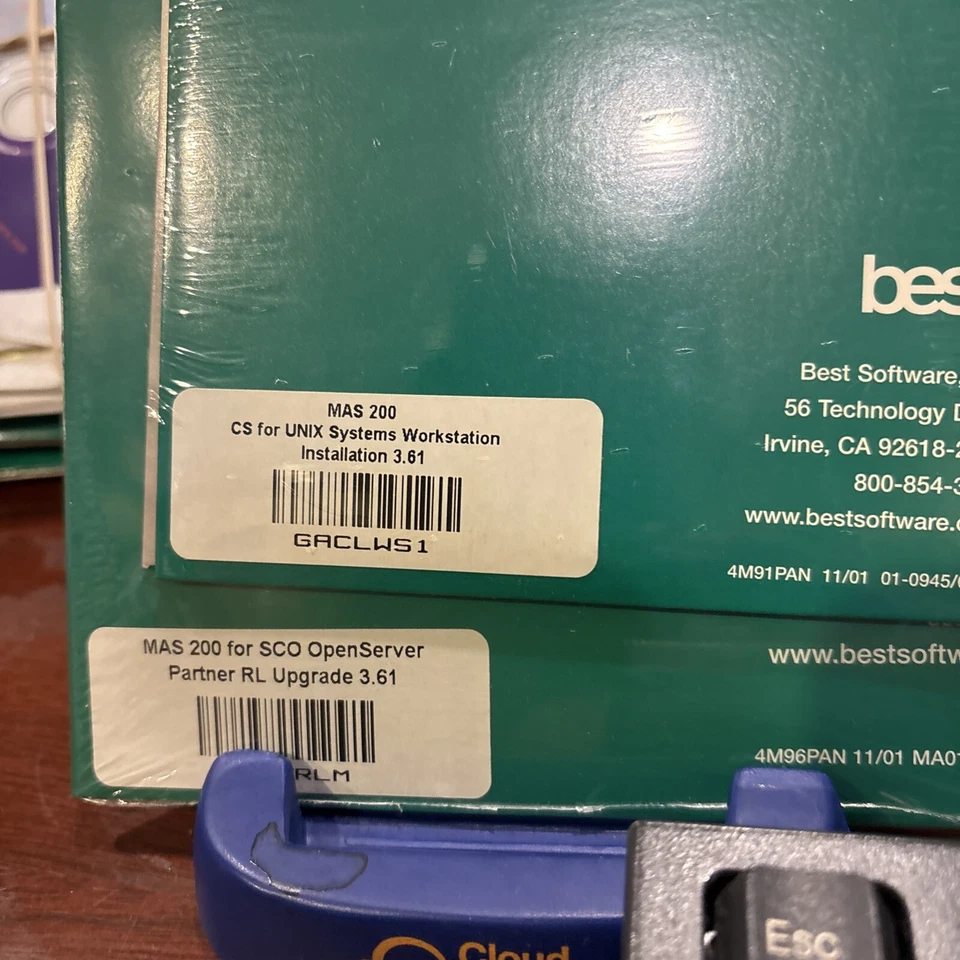 bes
Best Software,
56 Technology D
Irvine, CA 92618-2
800-854-3
www.bestsoftware.c
4M91PAN 11/01 01-0945/
MAS 200
CS for UNIX Systems Workstation
Installation 3.61
GACLWS1
MAS 200 for SCO OpenServer
Partner RL Upgrade 3.61
RLM
www.bestsoftw
4M96PAN 11/01 MA01
Cloud
Esc